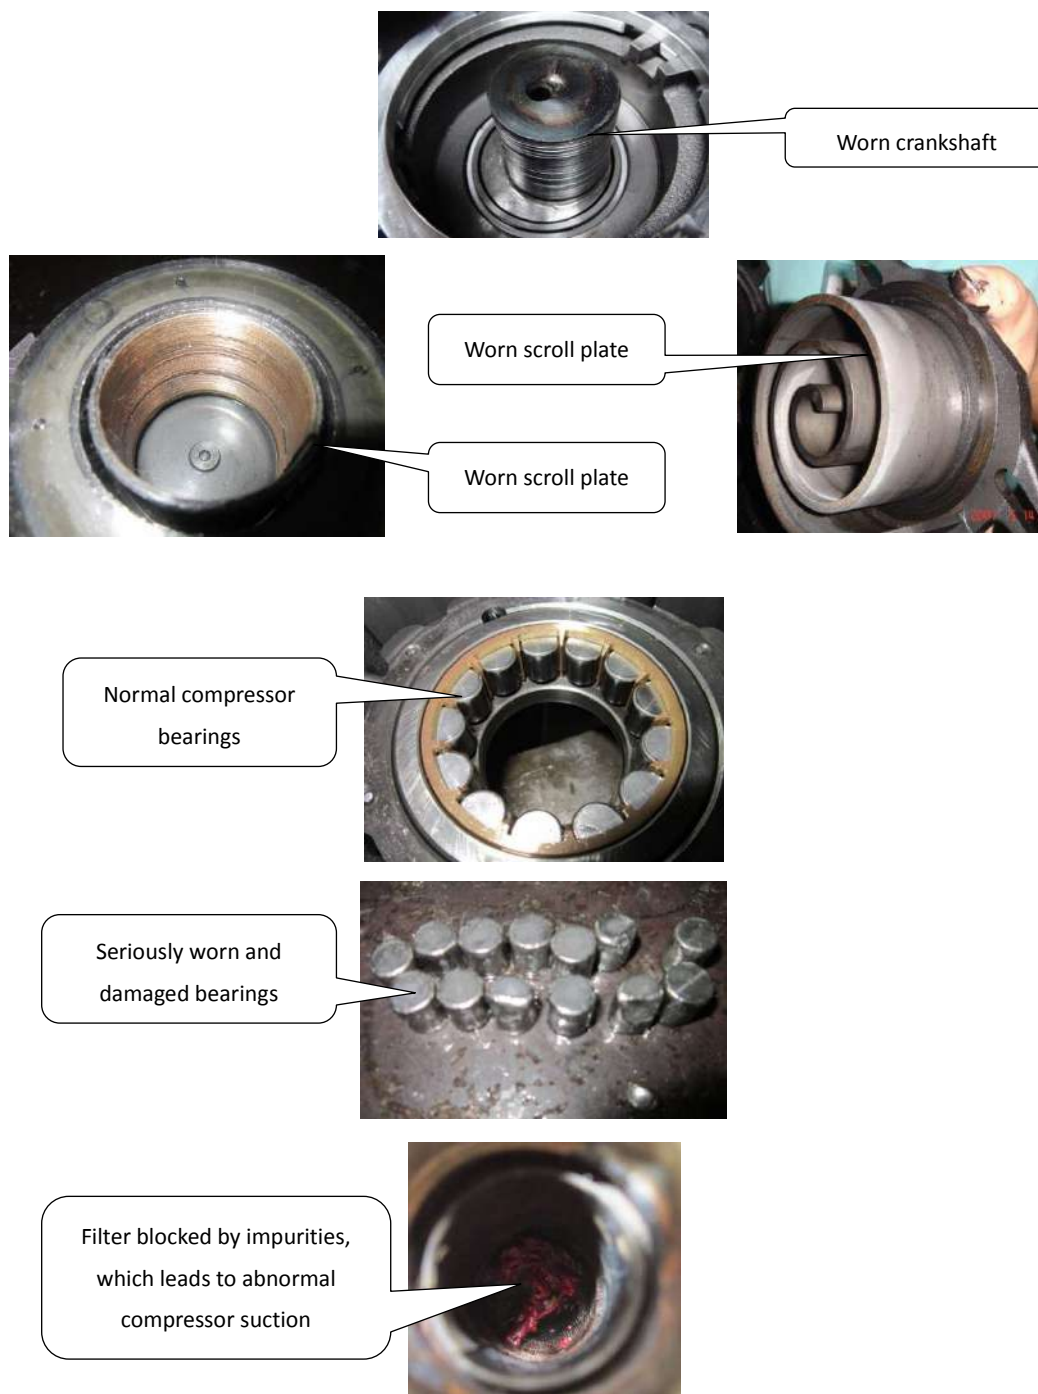 Worn crankshaft
Worn scroll plate
Worn scroll plate
Normal compressor
bearings
Seriously worn and
damaged bearings
Filter blocked by impurities,
which leads to abnormal
compressor suction